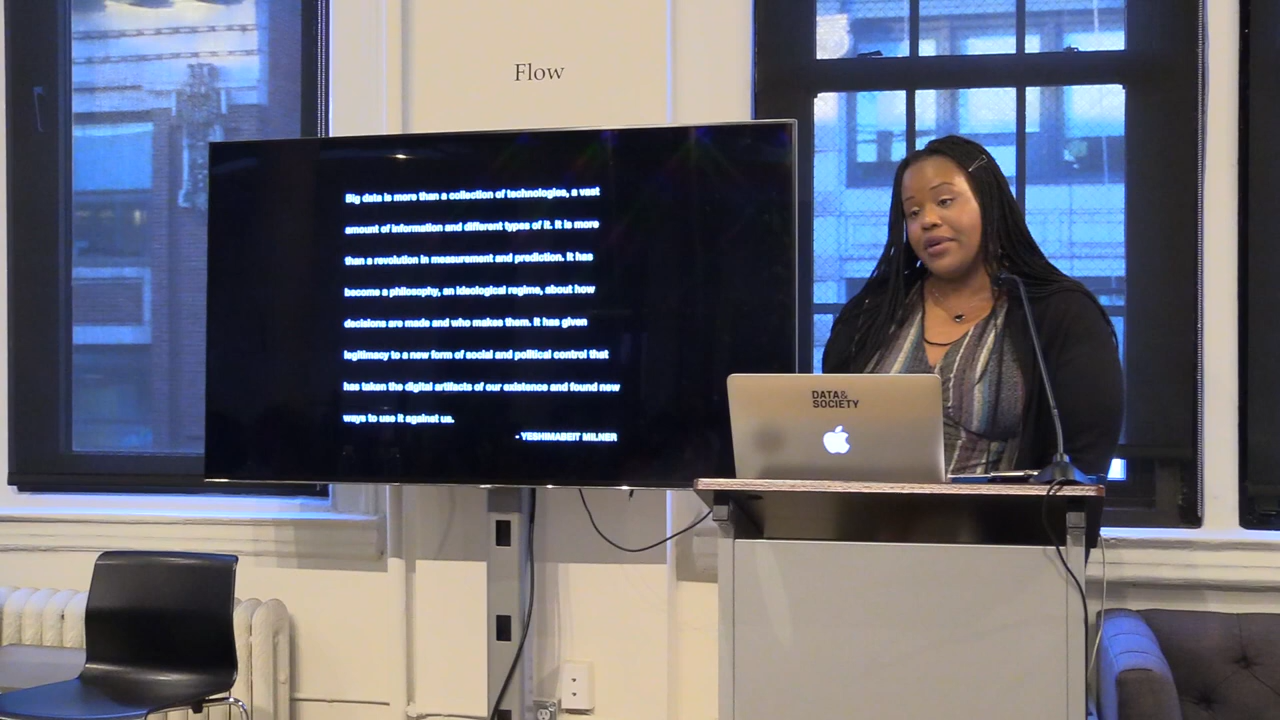 Flow
Big data is more than a collection of technologies, a vast
amount of information and different types of it. It is more
than a revolution in measurement and prediction. It has
become a philosophy, an ideological regime, about how
decisions are made and who makes them. It has given
legitimacy to a new form of social and political control that
has taken the digital artifacts of our existence and found new
ways to use it against us.
- YESHIMABEIT MILNER
DATA&
SOCIETY